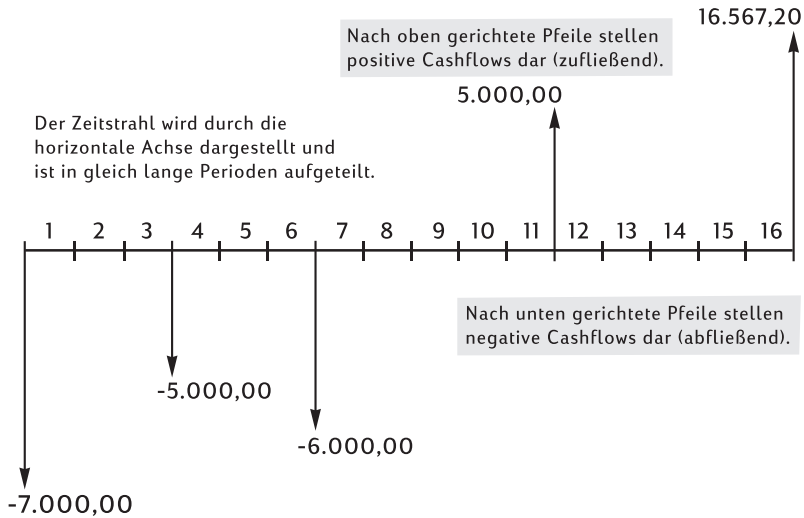 16.567,20
Nach oben gerichtete Pfeile stellen
positive Cashflows dar (zufließend).
5.000,00
Der Zeitstrahl wird durch die
horizontale Achse dargestellt und
ist in gleich lange Perioden aufgeteilt.
1 2 3 4 5 6 7 8 9 10 11 12 13 14 15 16
Nach unten gerichtete Pfeile stellen
negative Cashflows dar (abfließend).
-5.000,00
-6.000,00
-7.000,00